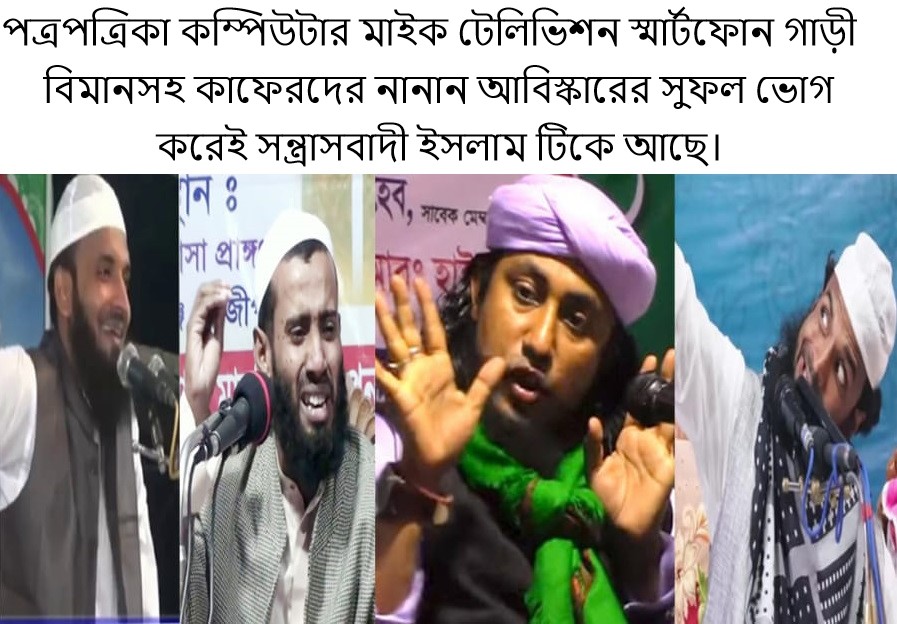 পত্রপত্রিকা কম্পিউটার মাইক টেলিভিশন স্মার্টফোন গাড়ী
বিমানসহ কাফেরদের নানান আবিস্কারের সুফল ভোগ
করেই সন্ত্রাসবাদী ইসলাম টিকে আছে।
সাবেক মেম্ব